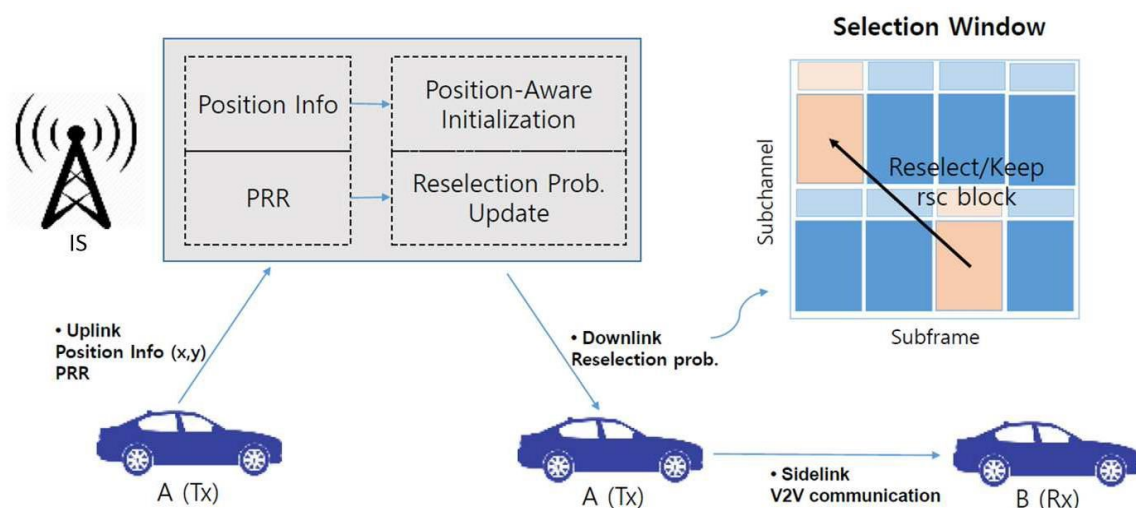 Selection Window
Position Info
Position-Aware
Initialization
PRR
Reselection Prob.
Update
IS
Subchannel
Reselect/Keep
rsc block
Subframe
• Uplink
Position Info (x,y)
PRR
• Downlink
Reselection prob.
A (Tx)
A (Tx)
• Sidelink
V2V communication
B (Rx)